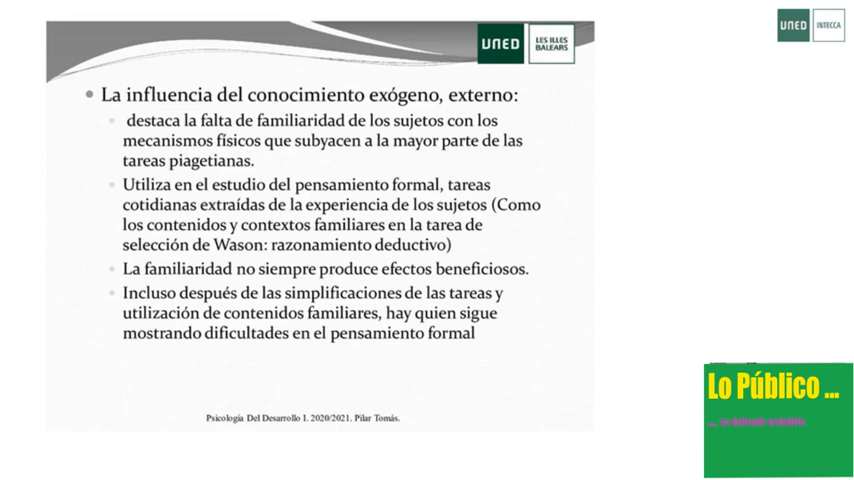 UNED
LES ILLES
BALEARS
UNED
INTECCA
La influencia del conocimiento exógeno, externo:
destaca la falta de familiaridad de los sujetos con los
mecanismos físicos que subyacen a la mayor parte de las
tareas piagetianas.
Utiliza en el estudio del pensamiento formal, tareas
cotidianas extraídas de la experiencia de los sujetos (Como
los contenidos y contextos familiares en la tarea de
selección de Wason: razonamiento deductivo)
La familiaridad no siempre produce efectos beneficiosos.
Incluso después de las simplificaciones de las tareas y
utilización de contenidos familiares, hay quien sigue
mostrando dificultades en el pensamiento formal
Psicología Del Desarrollo I. 2020/2021. Pilar Tomás.
Lo Público ...